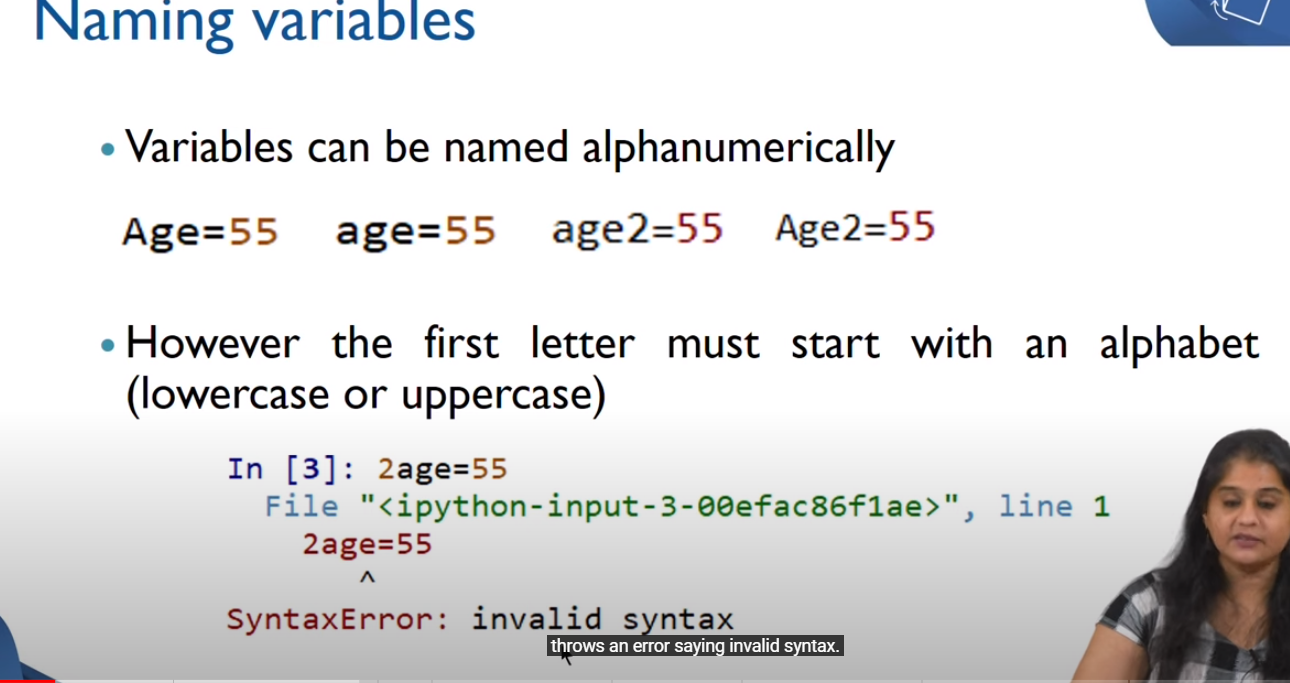 Naming variables
• Variables can be named alphanumerically
Age=55 age=55 age2=55 Age2=55
• However the first letter must start with an alphabet
(lowercase or uppercase)
In [3]: 2age=55
File "<ipython-input-3-00efac86f1ae>", line 1
2age=55
^
SyntaxError: invalid syntax
throws an error saying invalid syntax.